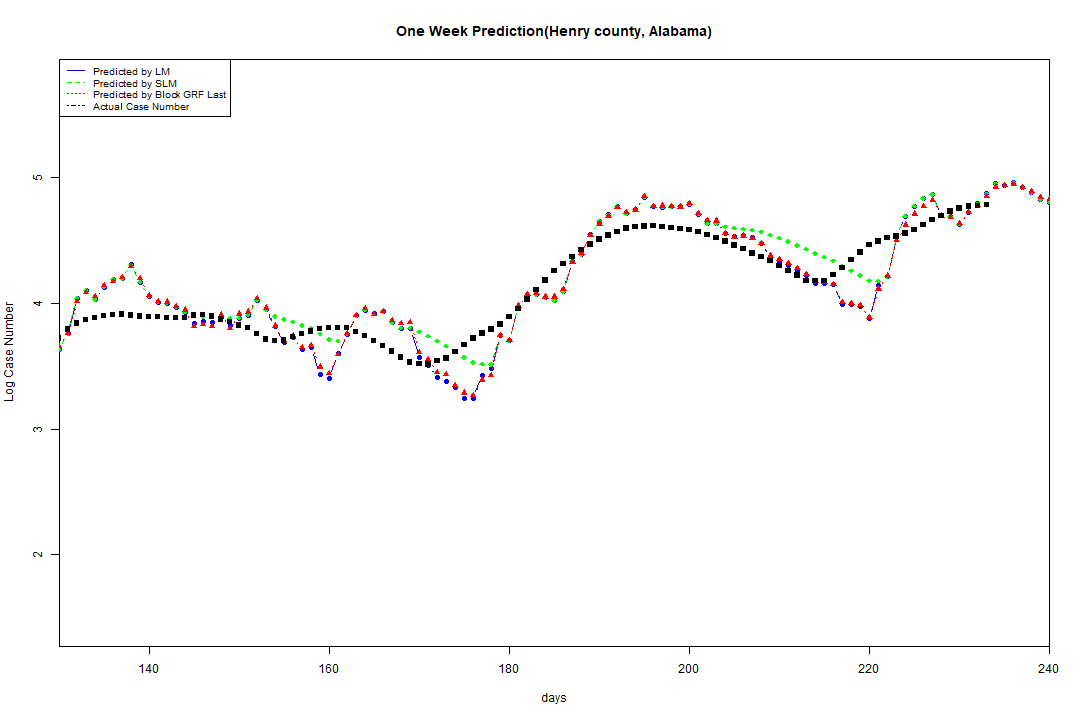 One Week Prediction(Henry county, Alabama)
Predicted by LM
Predicted by SLM
Predicted by Block GRF Last
Actual Case Number
5
4
3
2
Log Case Number
140 160 180 200 220 240
days